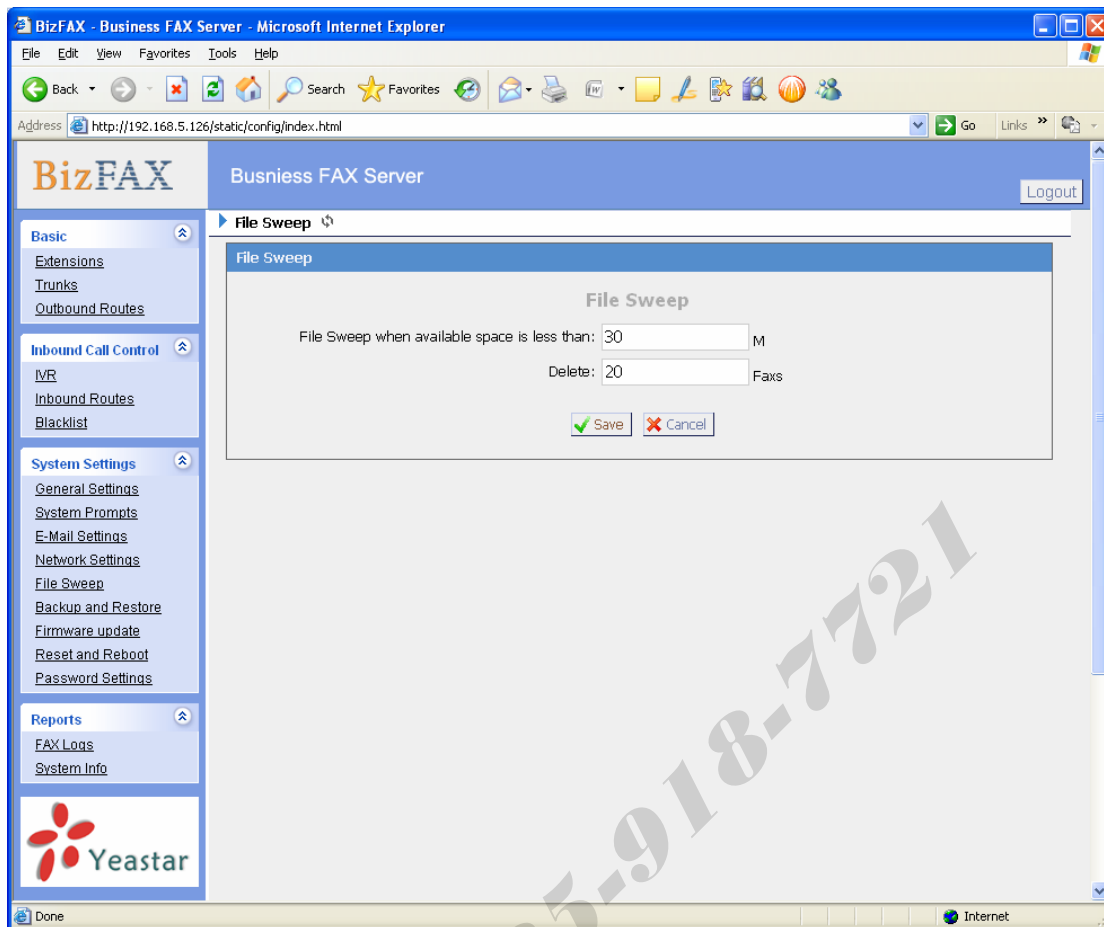 BizFAX - Business FAX Server - Microsoft Internet Explorer
File Edit View Favorites Tools Help
Back Search Favorites
Address http://192.168.5.126/static/config/index.html Go Links »
BizFAX Busniess FAX Server
Logout
Basic
Extensions
Trunks
Outbound Routes
Inbound Call Control
IVR
Inbound Routes
Blacklist
System Settings
General Settings
System Prompts
E-Mail Settings
Network Settings
File Sweep
Backup and Restore
Firmware update
Reset and Reboot
Password Settings
Reports
FAX Logs
System Info
Yeastar
File Sweep
File Sweep
File Sweep
File Sweep when available space is less than: 30 M
Delete: 20 Faxs
Save Cancel
5-918-7721
Done Internet